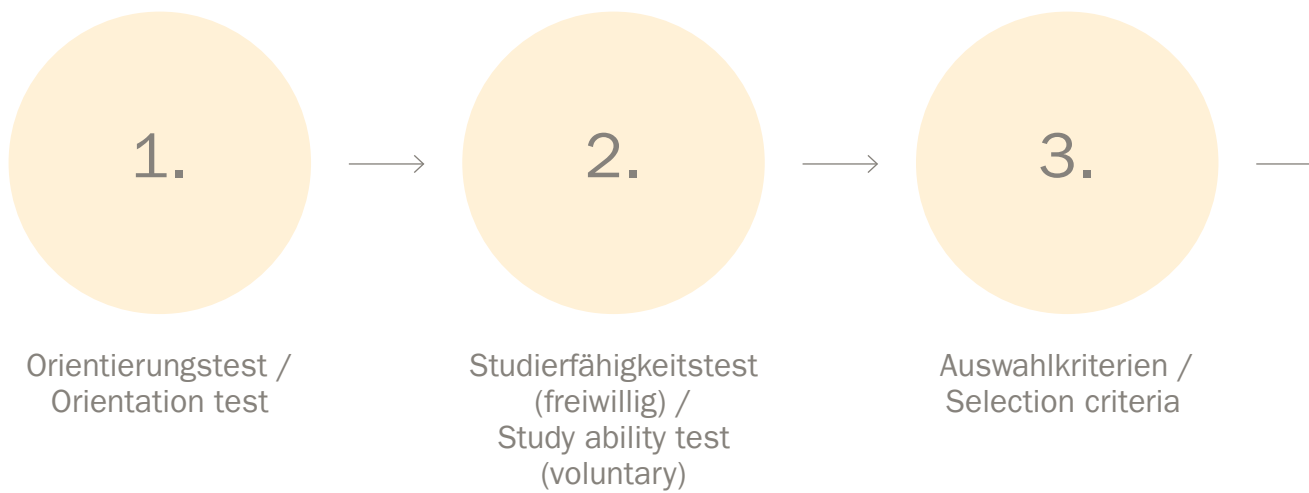 1.
2.
3.
Orientierungstest /
Orientation test
Studierfähigkeitstest
(freiwillig) /
Study ability test
(voluntary)
Auswahlkriterien /
Selection criteria